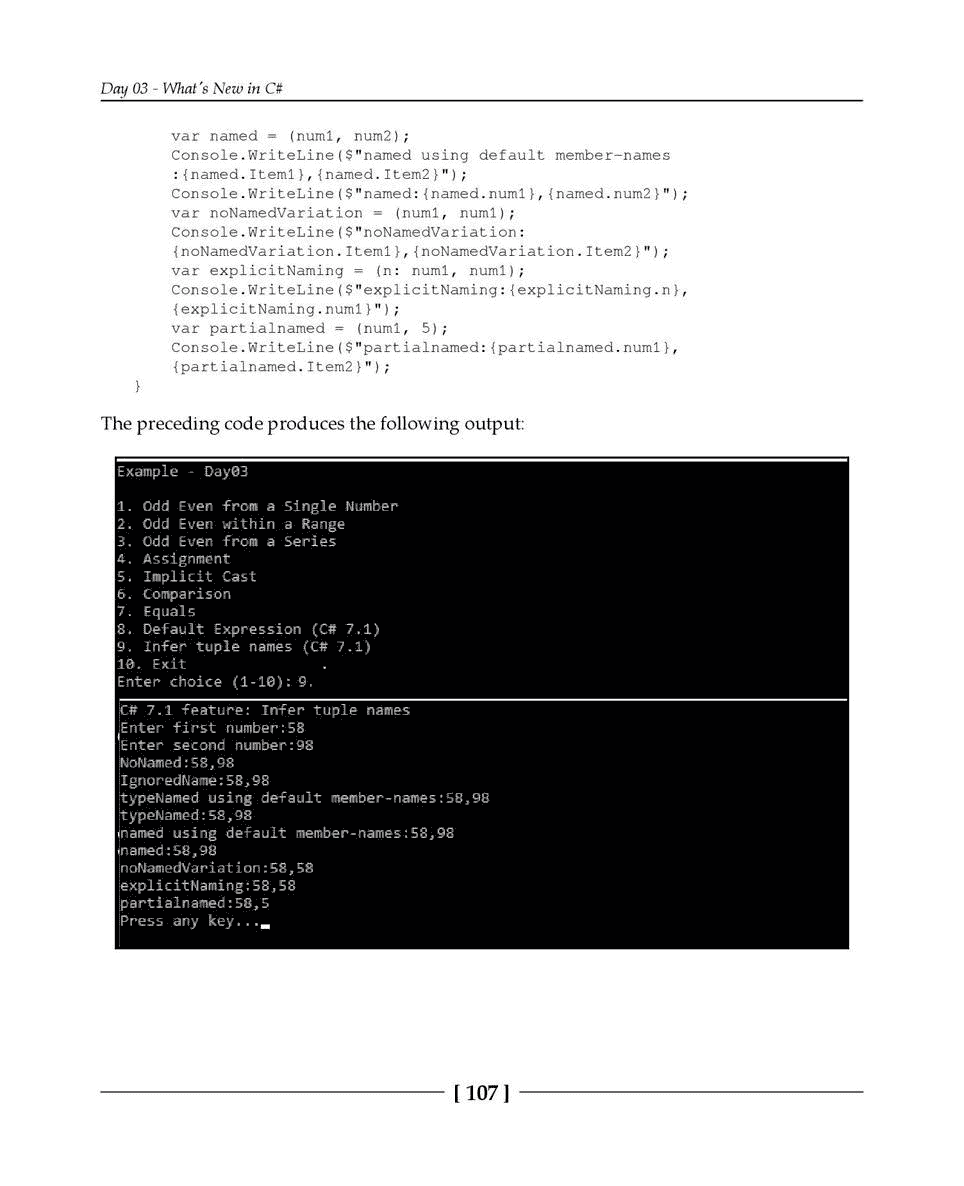 Day 03 - What's New in C#
var named = (num1, num2);
Console.WriteLine($"named using default member-names
:{named.Item1},{named.Item2}");
Console.WriteLine($"named:{named.num1},{named.num2}");
var noNamedVariation = (num1, num1);
Console.WriteLine($"noNamedVariation:
{noNamedVariation.Item1},{noNamedVariation.Item2}");
var explicitNaming = (n: num1, num1);
Console.WriteLine($"explicitNaming:{explicitNaming.n},
{explicitNaming.num1}");
var partialnamed = (num1, 5);
Console.WriteLine($"partialnamed:{partialnamed.num1},
{partialnamed.Item2}");
}
The preceding code produces the following output:
Example - Day03
1. Odd Even from a Single Number
2. Odd Even within a Range
3. Odd Even from a Series
4. Assignment
5. Implicit Cast
6. Comparison
7. Equals
8. Default Expression (C# 7.1)
9. Infer tuple names (C# 7.1)
10. Exit
Enter choice (1-10): 9.
C# 7.1 feature: Infer tuple names
Enter first number:58
Enter second number:98
NoNamed:58,98
IgnoredName:58,98
typeNamed using default member-names:58,98
typeNamed:58,98
named using default member-names:58,98
named:58,98
noNamedVariation:58,58
explicitNaming:58,58
partialnamed:58,5
Press any key...
[ 107 ]